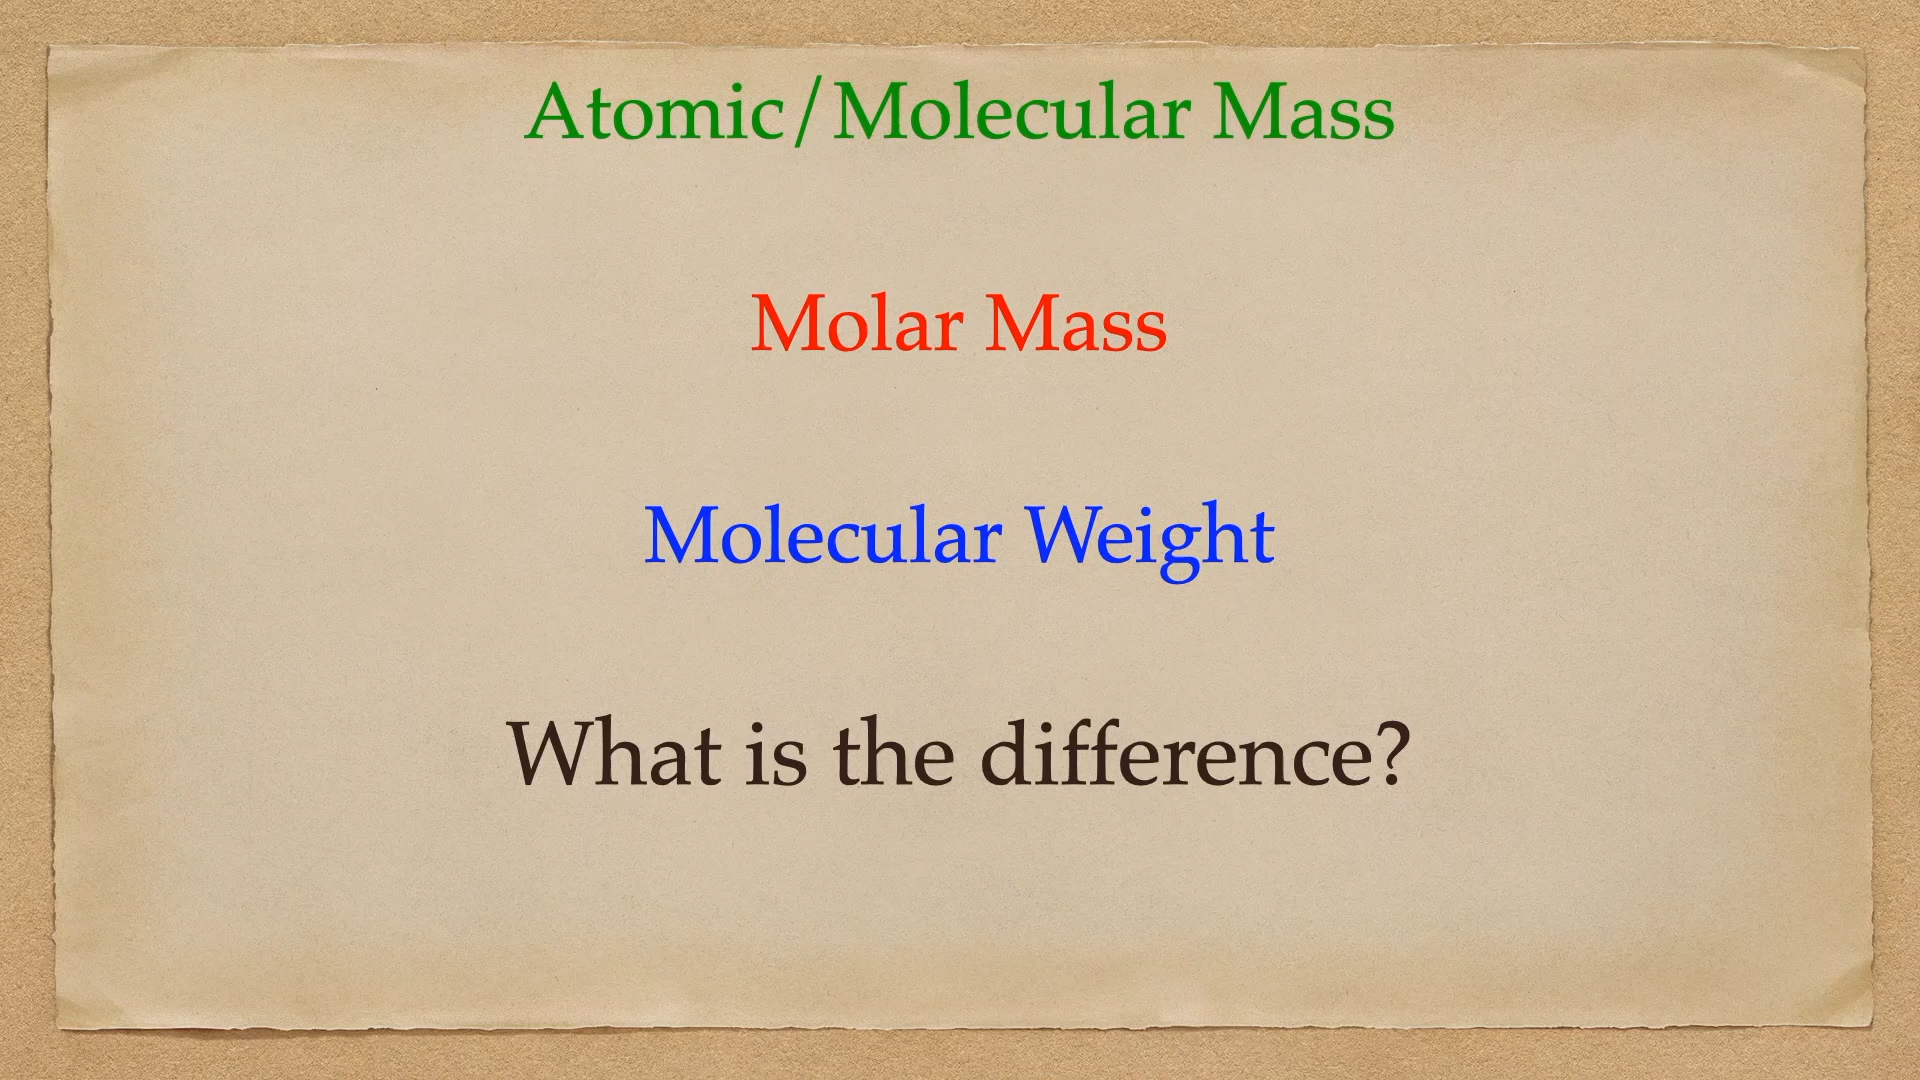 Atomic/Molecular Mass
Molar Mass
Molecular Weight
What is the difference?